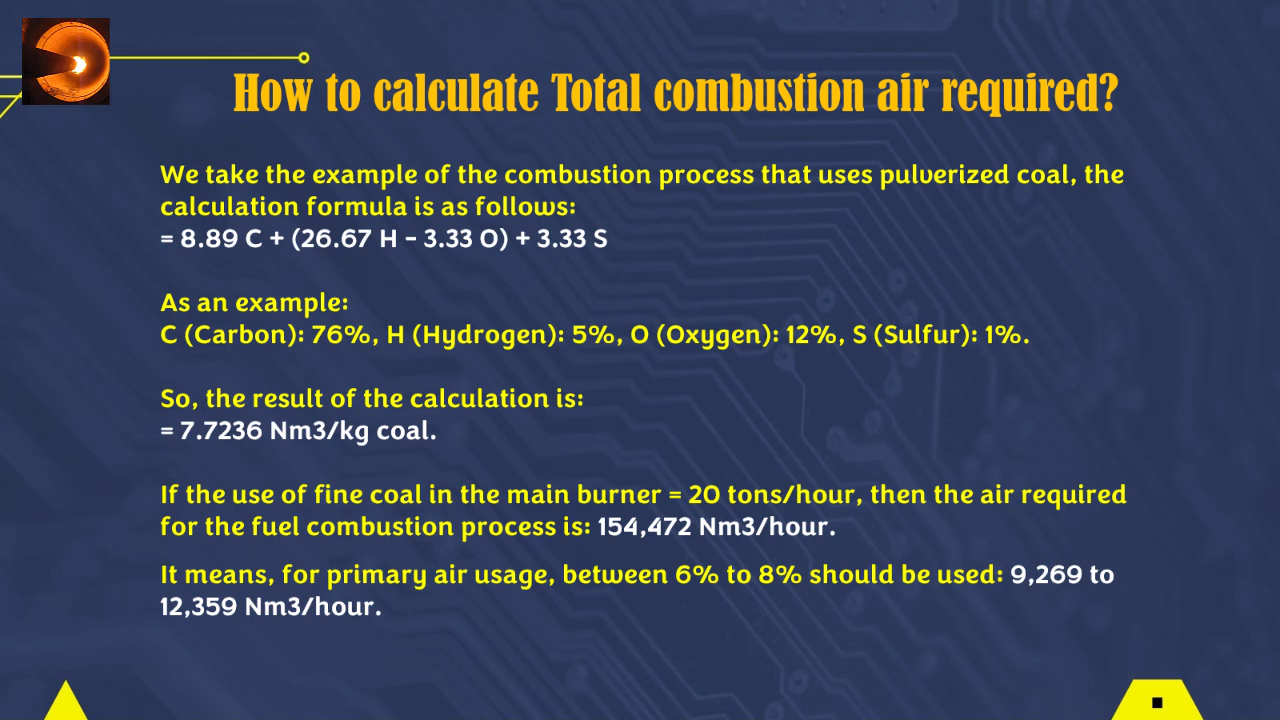 How to calculate Total combustion air required?
We take the example of the combustion process that uses pulverized coal, the
calculation formula is as follows:
= 8.89 C + (26.67 H - 3.33 O) + 3.33 S
As an example:
C (Carbon): 76%, H (Hydrogen): 5%, O (Oxygen): 12%, S (Sulfur): 1%.
So, the result of the calculation is:
= 7.7236 Nm3/kg coal.
If the use of fine coal in the main burner = 20 tons/hour, then the air required
for the fuel combustion process is: 154,472 Nm3/hour.
It means, for primary air usage, between 6% to 8% should be used: 9,269 to
12,359 Nm3/hour.